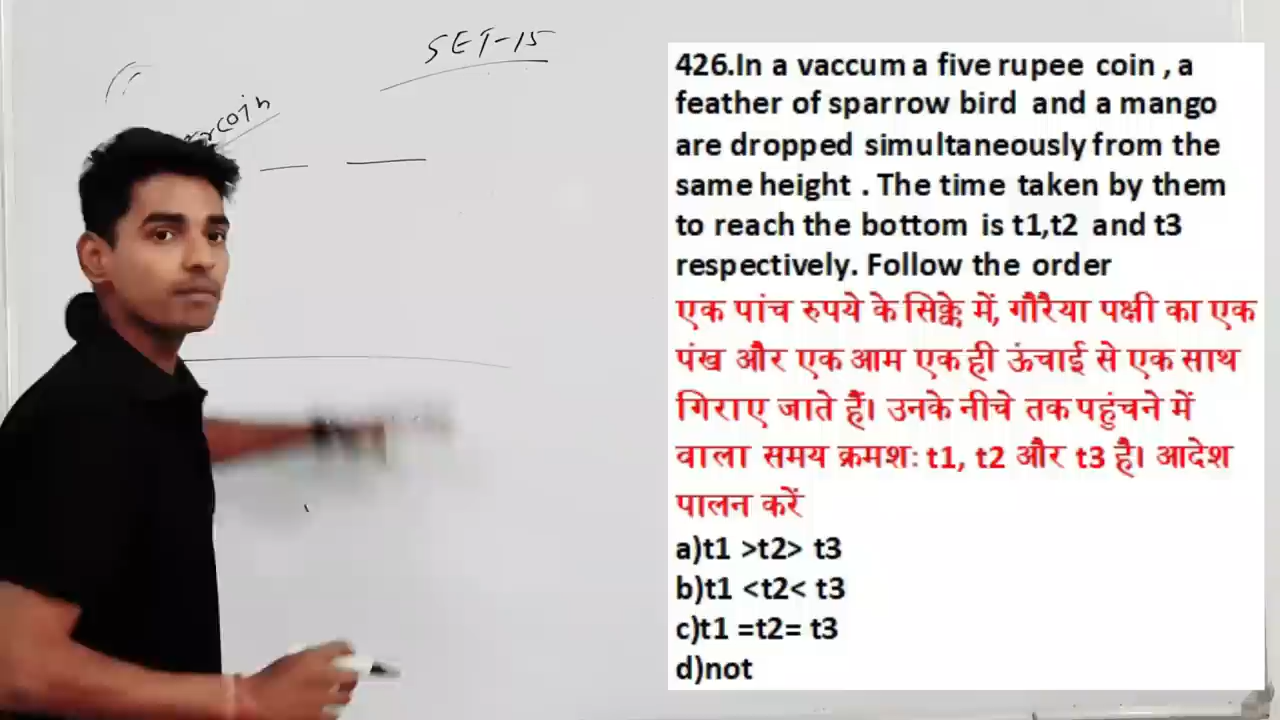 SET-15
coin
426.In a vaccum a five rupee coin , a
feather of sparrow bird and a mango
are dropped simultaneously from the
same height . The time taken by them
to reach the bottom is t1,t2 and t3
respectively. Follow the order
एक पांच रुपये के सिक्के में, गौरैया पक्षी का एक
पंख और एक आम एक ही ऊंचाई से एक साथ
गिराए जाते हैं। उनके नीचे तक पहुंचने में
वाला समय क्रमशः t1, t2 और t3 है। आदेश
पालन करें
a)t1 >t2> t3
b)t1 <t2< t3
c)t1 =t2= t3
d)not